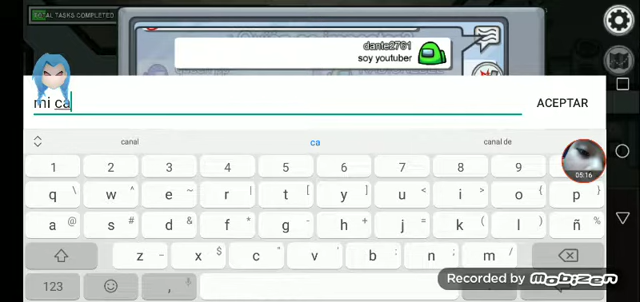 TOTAL TASKS COMPLETED
dante2761
soy youtuber
mi ca
ACEPTAR
canal
ca
canal de
1 2 3 4 5 6 7 8 9
05:16
q \ w ^ e ~ r | t [ y ] u < i > o { p }
a @ s # d & f * g - h + j = k ( l ) ñ %
z _ x $ c " v ' b : n ; m /
123 ,
Recorded by MOBIZEN